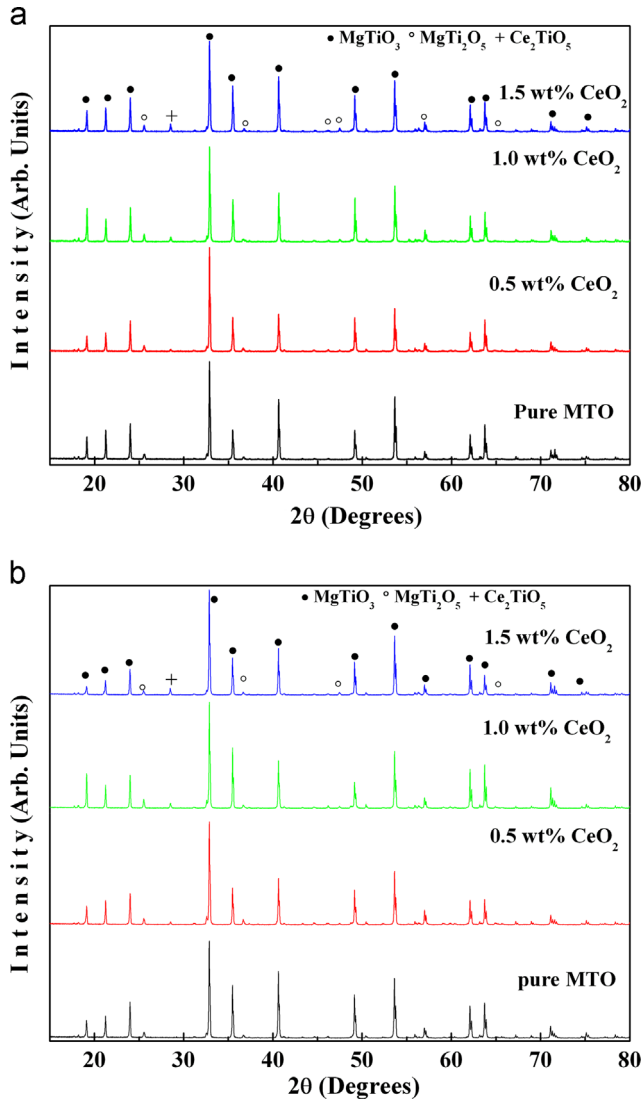 a
● MgTiO₃ ○ MgTi₂O₅ + Ce₂TiO₅
1.5 wt% CeO₂
1.0 wt% CeO₂
0.5 wt% CeO₂
Pure MTO
Intensity (Arb. Units)
20 30 40 50 60 70 80
2θ (Degrees)
b
● MgTiO₃ ○ MgTi₂O₅ + Ce₂TiO₅
1.5 wt% CeO₂
1.0 wt% CeO₂
0.5 wt% CeO₂
pure MTO
Intensity (Arb. Units)
20 30 40 50 60 70 80
2θ (Degrees)